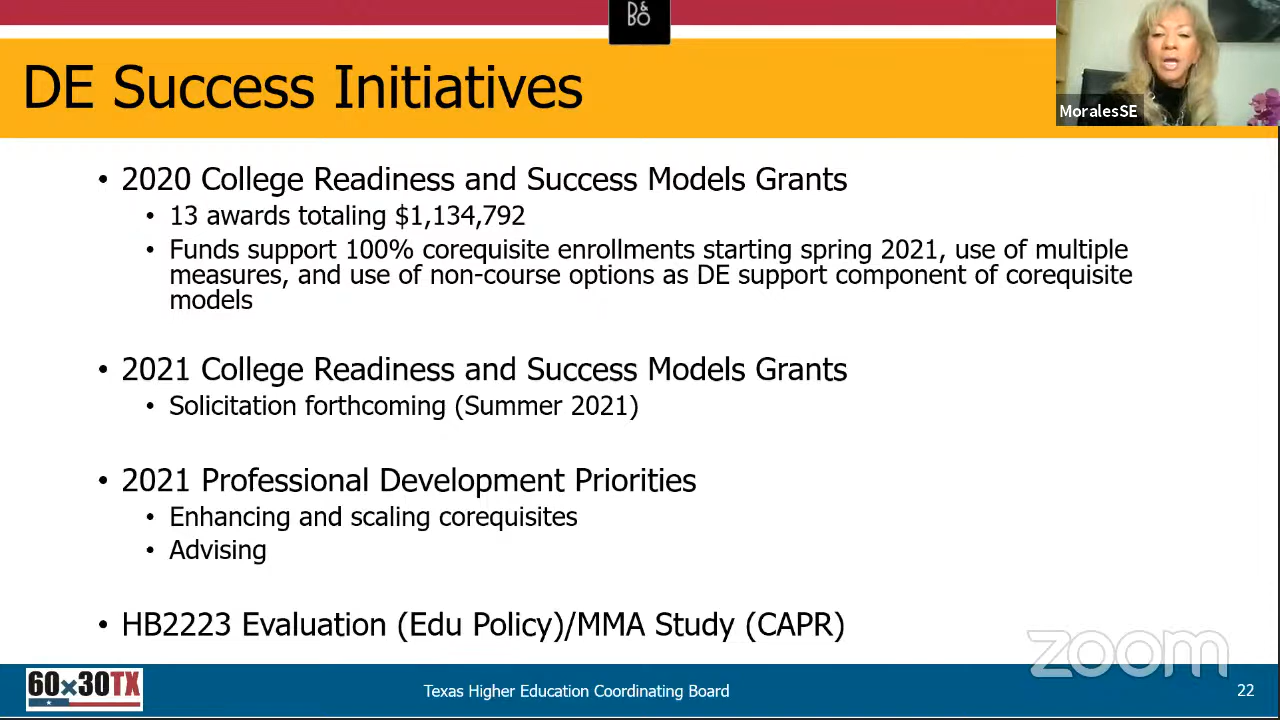 B&O
DE Success Initiatives
MoralesSE
• 2020 College Readiness and Success Models Grants
• 13 awards totaling $1,134,792
• Funds support 100% corequisite enrollments starting spring 2021, use of multiple
measures, and use of non-course options as DE support component of corequisite
models
• 2021 College Readiness and Success Models Grants
• Solicitation forthcoming (Summer 2021)
• 2021 Professional Development Priorities
• Enhancing and scaling corequisites
• Advising
• HB2223 Evaluation (Edu Policy)/MMA Study (CAPR)
zoom
60x30TX
Texas Higher Education Coordinating Board
22